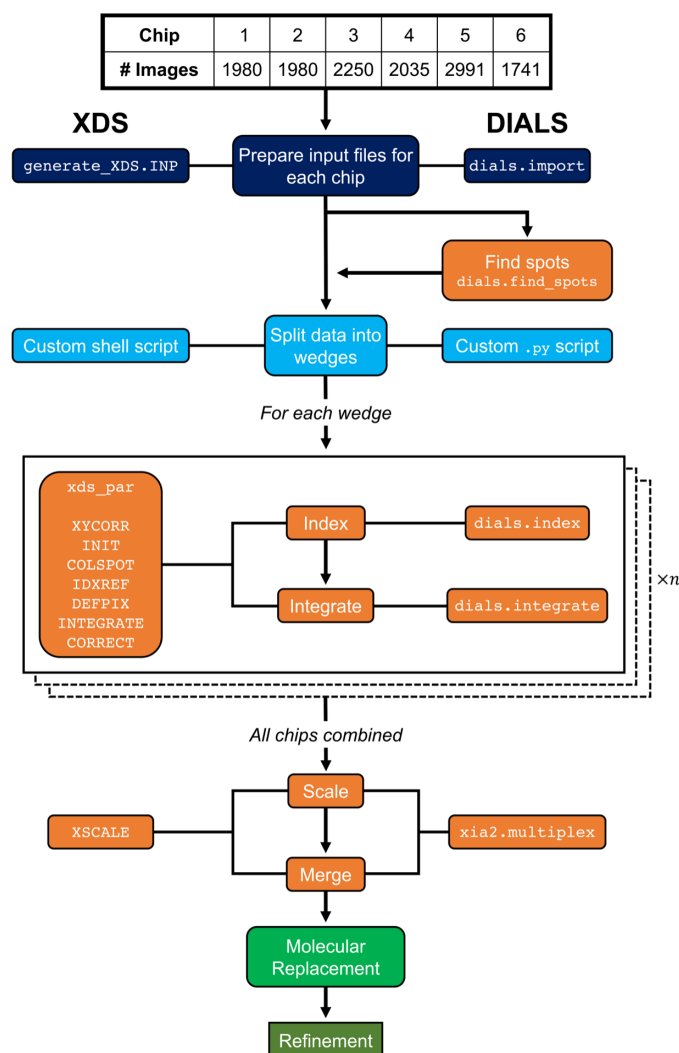 Chip 1 2 3 4 5 6
# Images 1980 1980 2250 2035 2991 1741
XDS
DIALS
generate_XDS.INP
Prepare input files for
each chip
dials.import
Find spots
dials.find_spots
Custom shell script
Split data into
wedges
Custom .py script
For each wedge
xds_par
XYCORR
INIT
COLSPOT
IDXREF
DEFPIX
INTEGRATE
CORRECT
Index
dials.index
Integrate
dials.integrate
×n
All chips combined
Scale
XSCALE
xia2.multiplex
Merge
Molecular
Replacement
Refinement